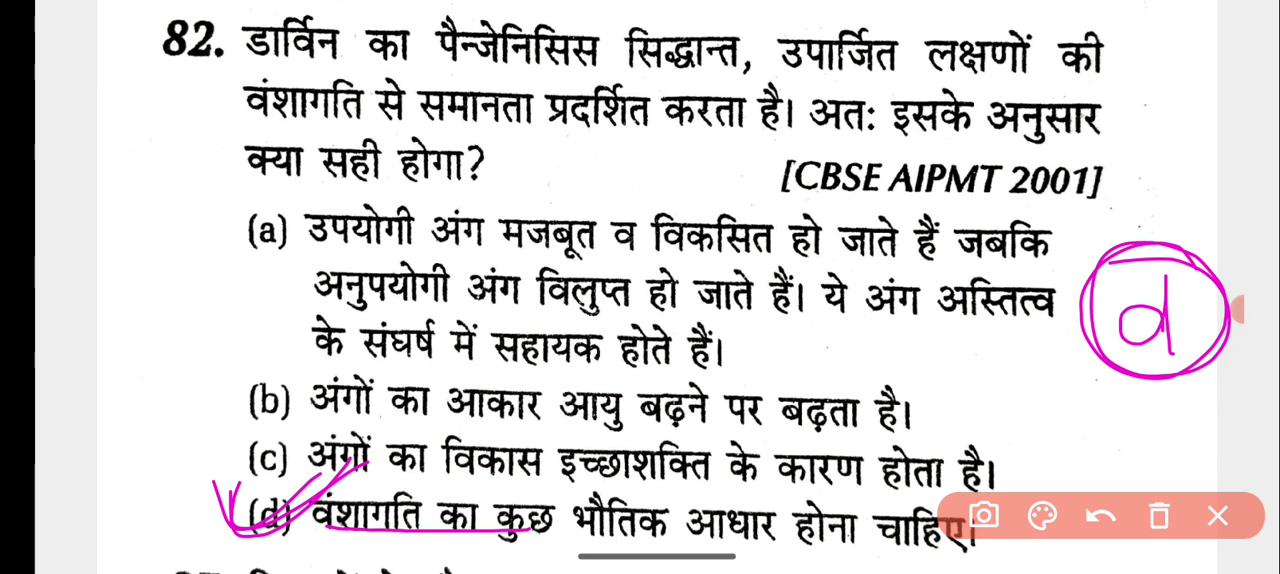 82. डार्विन का पैन्जेनिसिस सिद्धान्त, उपार्जित लक्षणों की
वंशागति से समानता प्रदर्शित करता है। अतः इसके अनुसार
क्या सही होगा? [CBSE AIPMT 2001]
(a) उपयोगी अंग मजबूत व विकसित हो जाते हैं जबकि
अनुपयोगी अंग विलुप्त हो जाते हैं। ये अंग अस्तित्व
के संघर्ष में सहायक होते हैं।
d
(b) अंगों का आकार आयु बढ़ने पर बढ़ता है।
(c) अंगों का विकास इच्छाशक्ति के कारण होता है।
(d) वंशागति का कुछ भौतिक आधार होना चाहिए।